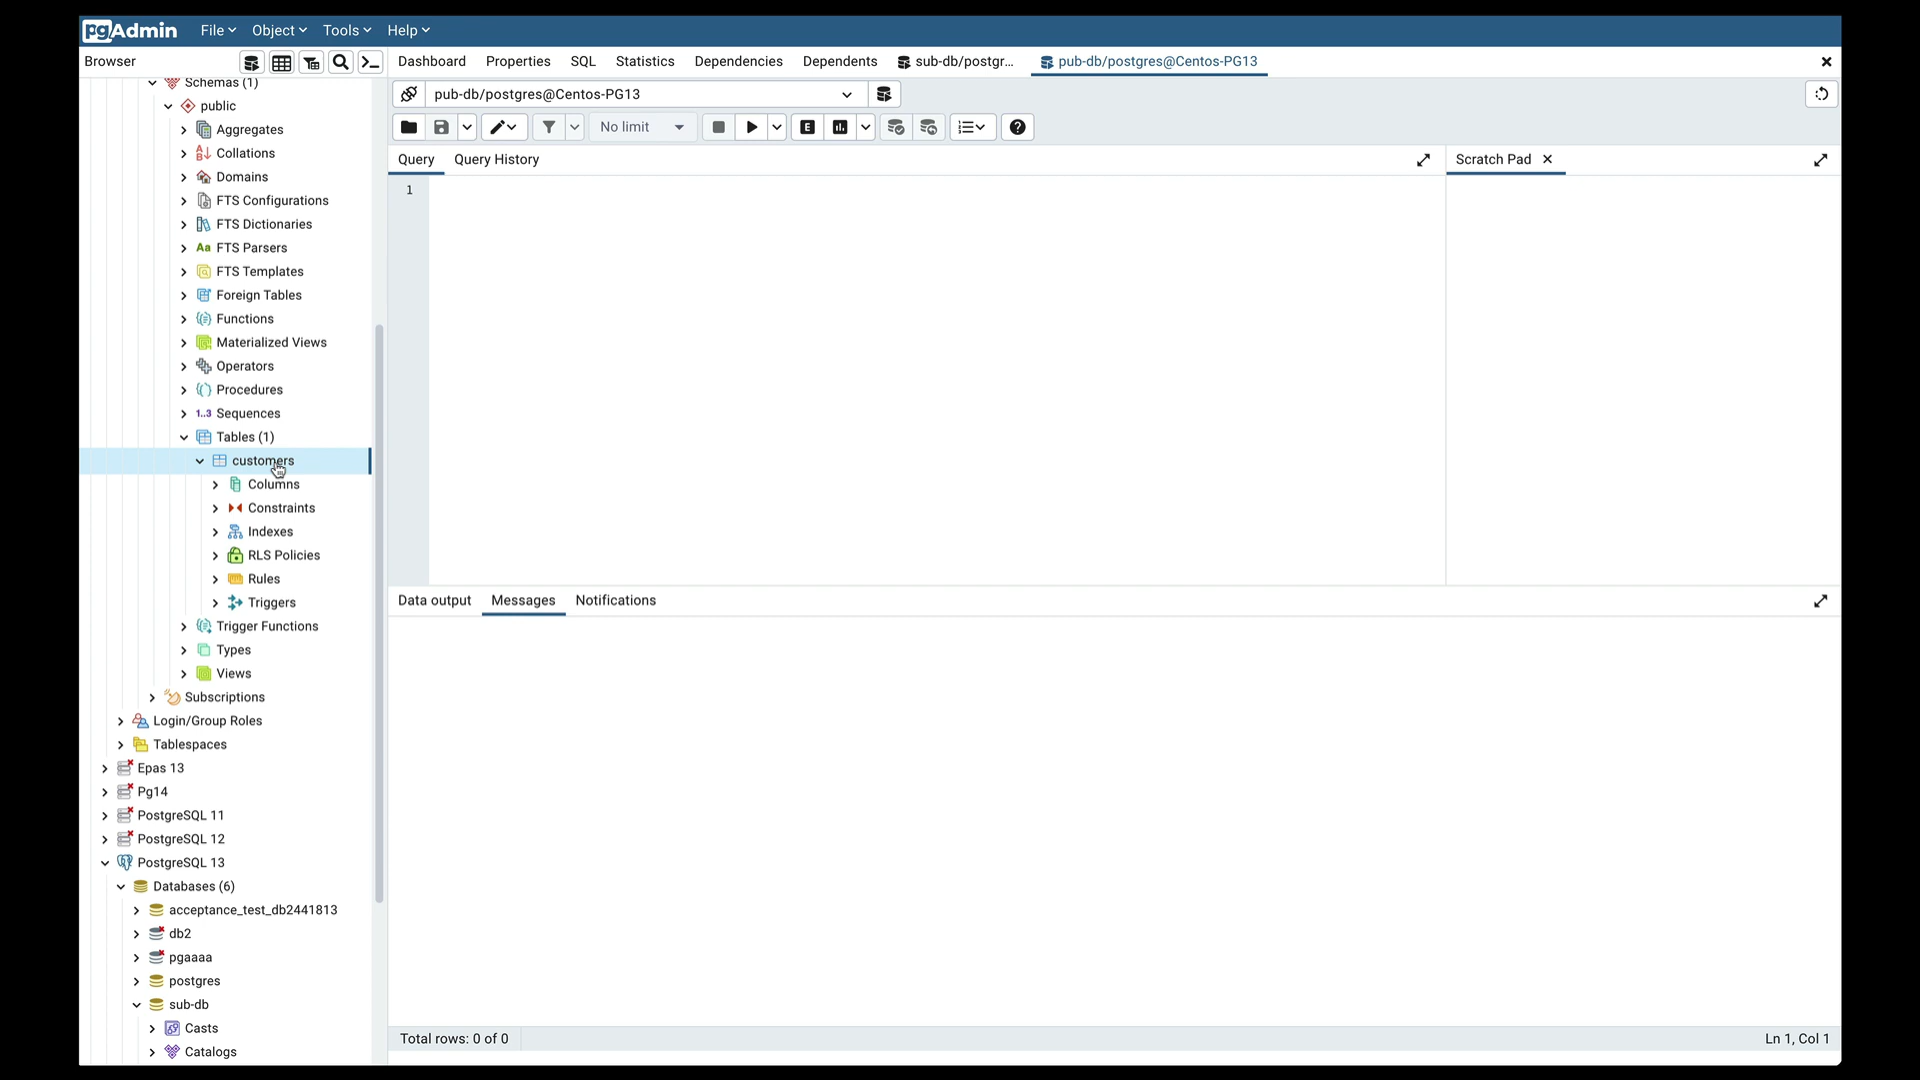 pgAdmin File Object Tools Help
Browser
Dashboard Properties SQL Statistics Dependencies Dependents sub-db/postgr... pub-db/postgres@Centos-PG13
pub-db/postgres@Centos-PG13
No limit
E
Query Query History
Scratch Pad
1
Schemas (1)
public
Aggregates
Collations
Domains
FTS Configurations
FTS Dictionaries
Aa FTS Parsers
FTS Templates
Foreign Tables
Functions
Materialized Views
Operators
Procedures
1..3 Sequences
Tables (1)
customers
Columns
Constraints
Indexes
RLS Policies
Rules
Triggers
Trigger Functions
Types
Views
Subscriptions
Login/Group Roles
Tablespaces
Epas 13
Pg14
PostgreSQL 11
PostgreSQL 12
PostgreSQL 13
Databases (6)
acceptance_test_db2441813
db2
pgaaaa
postgres
sub-db
Casts
Catalogs
Data output Messages Notifications
Total rows: 0 of 0
Ln 1, Col 1